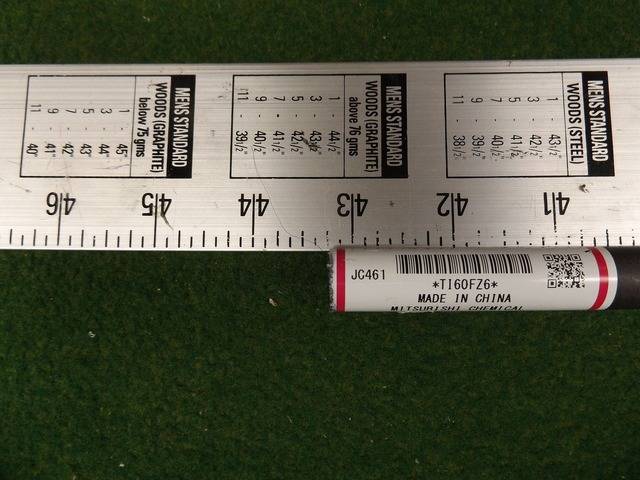 MENS STANDARD
WOODS (GRAPHITE)
below 75 gms
1 - 45"
3 - 44"
5 - 43"
7 - 42"
9 - 41"
11 - 40"
MENS STANDARD
WOODS (GRAPHITE)
above 76 gms
1 - 44 1/2"
3 - 43 1/2"
5 - 42 1/2"
7 - 41 1/2"
9 - 40 1/2"
11 - 39 1/2"
MENS STANDARD
WOODS (STEEL)
1 - 43 1/2"
3 - 42 1/2"
5 - 41 1/2"
7 - 40 1/2"
9 - 39 1/2"
11 - 38 1/2"
46 45 44 43 42 41
JC461
*TI60FZ6*
MADE IN CHINA
MITSUBISHI CHEMICAL